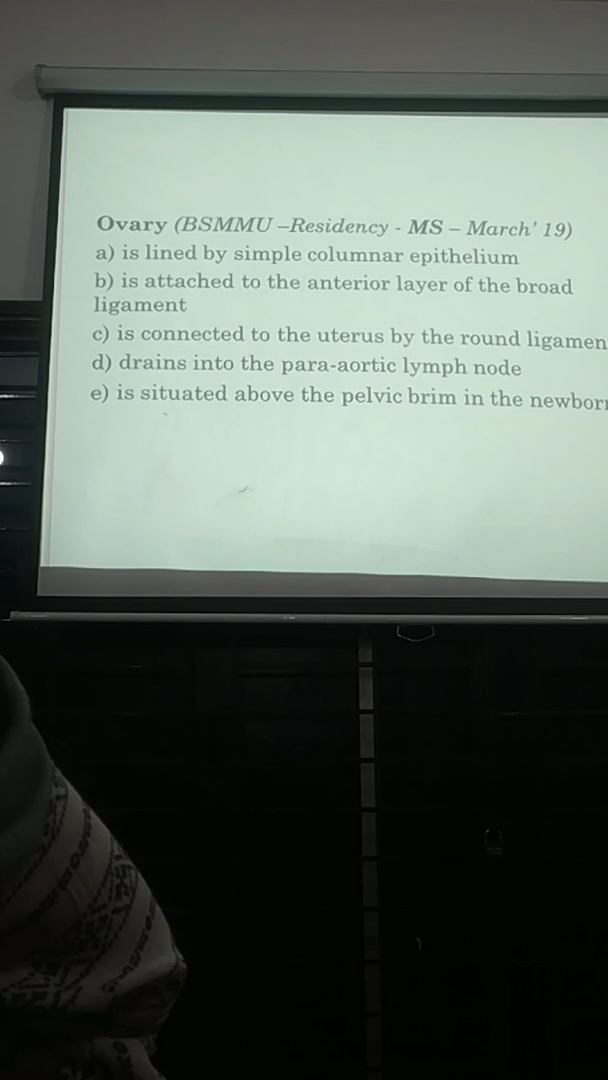 Ovary (BSMMU –Residency - MS – March' 19)
a) is lined by simple columnar epithelium
b) is attached to the anterior layer of the broad
ligament
c) is connected to the uterus by the round ligamen
d) drains into the para-aortic lymph node
e) is situated above the pelvic brim in the newborn